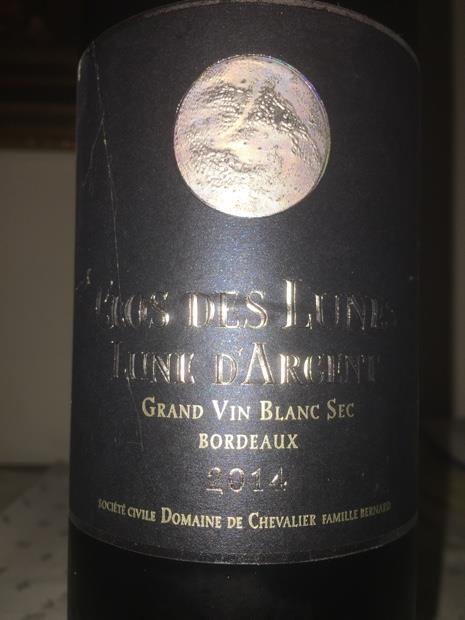 Clos des Lunes
Lune d'Argent
Grand Vin Blanc Sec
BORDEAUX
2014
SOCIÉTÉ CIVILE DOMAINE DE CHEVALIER FAMILLE BERNARD